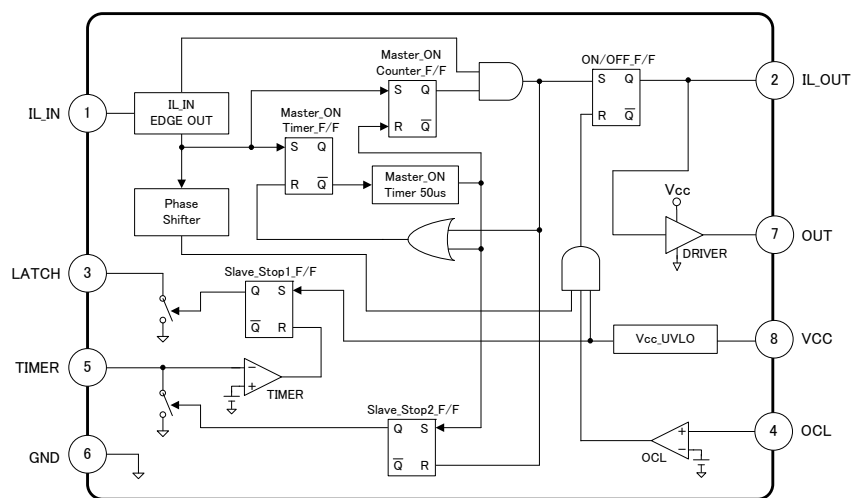 Master_ON
Counter_F/F
S Q
R Q
ON/OFF_F/F
S Q
R Q
2 IL_OUT
IL_IN 1
IL_IN
EDGE OUT
Master_ON
Timer_F/F
S Q
R Q
Master_ON
Timer 50us
Phase
Shifter
Vcc
DRIVER
7 OUT
LATCH 3
Slave_Stop1_F/F
Q S
Q R
Vcc_UVLO
8 VCC
TIMER 5
TIMER
Slave_Stop2_F/F
Q S
Q R
OCL
4 OCL
GND 6